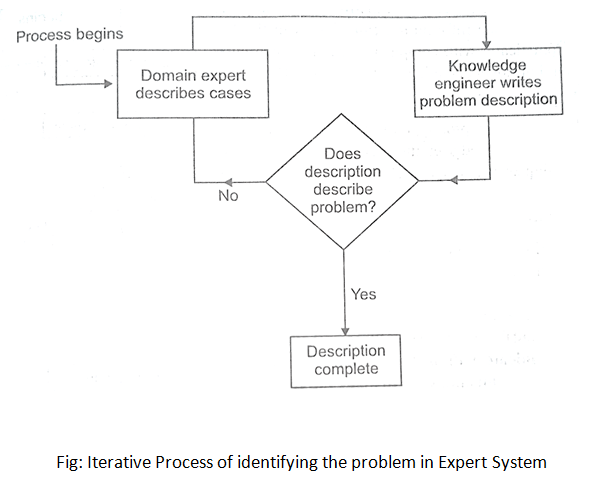 Process begins
Domain expert
describes cases
Knowledge
engineer writes
problem description
Does
description
describe
problem?
No
Yes
Description
complete
Fig: Iterative Process of identifying the problem in Expert System